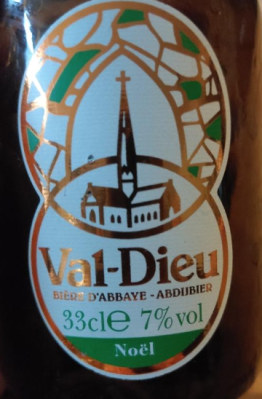 Val-Dieu
BIÈRE D'ABBAYE - ABDIJBIER
33cl℮ 7% vol
Noël